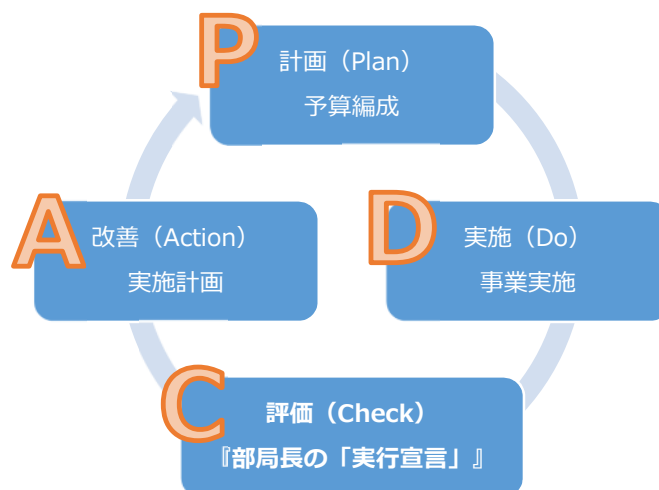 P
計画（Plan）
予算編成
D
実施（Do）
事業実施
C
評価（Check）
『部局長の「実行宣言」』
A
改善（Action）
実施計画